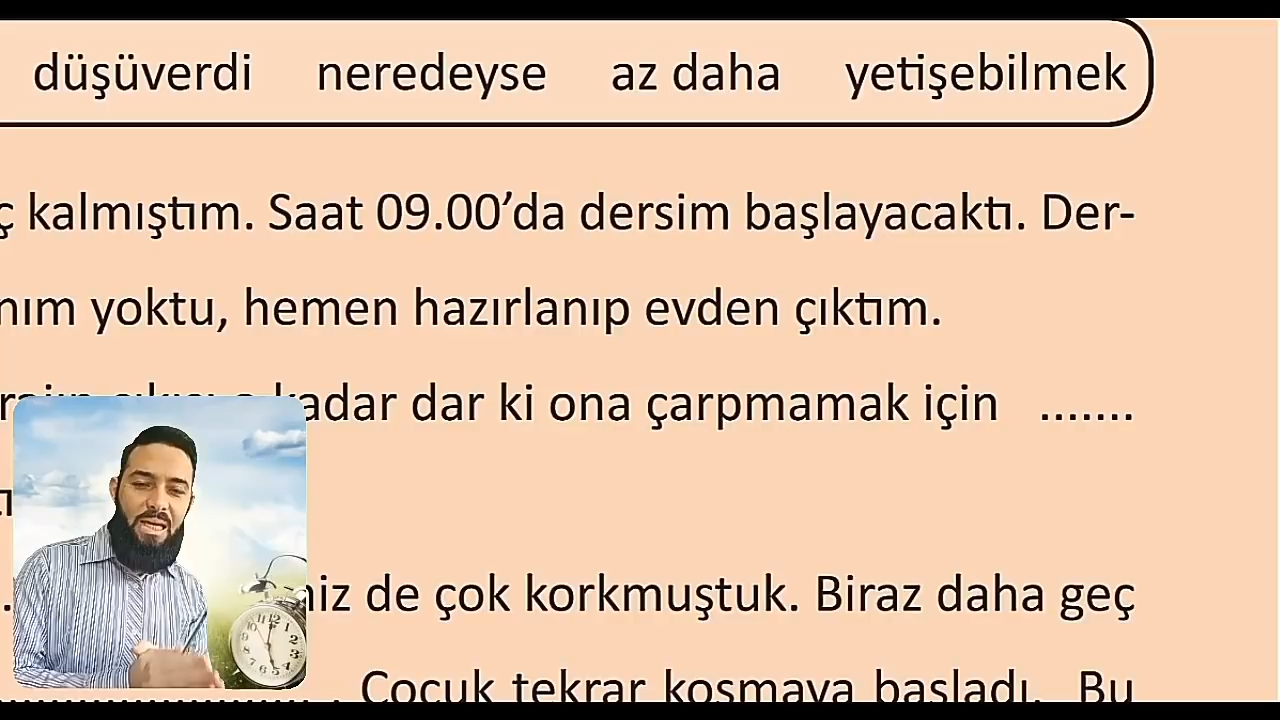 düşüverdi neredeyse az daha yetişebilmek
ç kalmıştım. Saat 09.00’da dersim başlayacaktı. Der-
nım yoktu, hemen hazırlanıp evden çıktım.
kadar dar ki ona çarpmamak için .......
niz de çok korkmuştuk. Biraz daha geç
. Çocuk tekrar koşmaya başladı. Bu